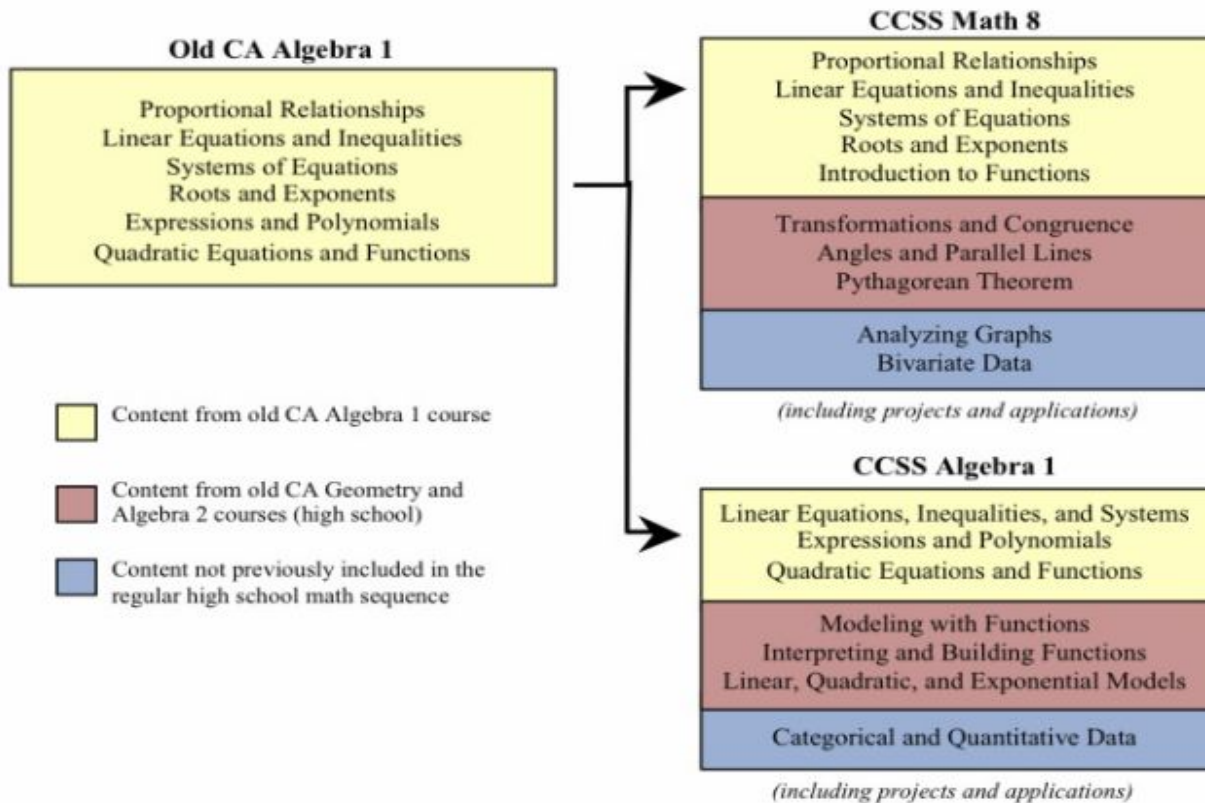 Old CA Algebra 1
Proportional Relationships
Linear Equations and Inequalities
Systems of Equations
Roots and Exponents
Expressions and Polynomials
Quadratic Equations and Functions
Content from old CA Algebra 1 course
Content from old CA Geometry and
Algebra 2 courses (high school)
Content not previously included in the
regular high school math sequence
CCSS Math 8
Proportional Relationships
Linear Equations and Inequalities
Systems of Equations
Roots and Exponents
Introduction to Functions
Transformations and Congruence
Angles and Parallel Lines
Pythagorean Theorem
Analyzing Graphs
Bivariate Data
(including projects and applications)
CCSS Algebra 1
Linear Equations, Inequalities, and Systems
Expressions and Polynomials
Quadratic Equations and Functions
Modeling with Functions
Interpreting and Building Functions
Linear, Quadratic, and Exponential Models
Categorical and Quantitative Data
(including projects and applications)